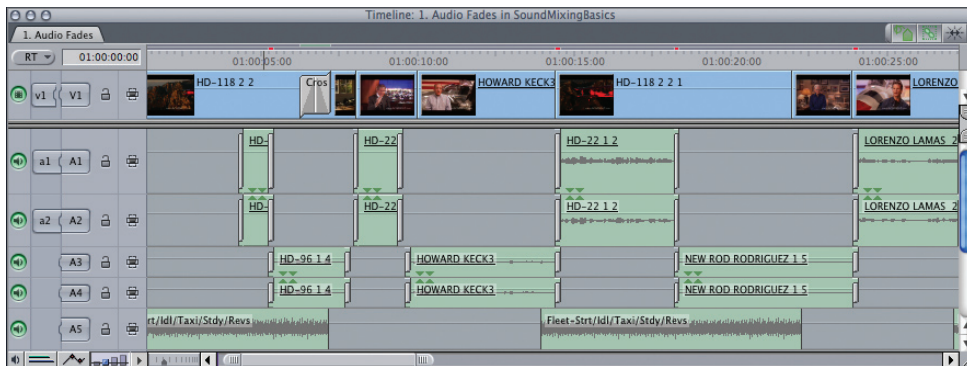 Timeline: 1. Audio Fades in SoundMixingBasics
1. Audio Fades
RT 01:00:00:00 01:00:05:00 01:00:10:00 01:00:15:00 01:00:20:00 01:00:25:00
v1 V1 HD-118 2 2 Cros HOWARD KECK3 HD-118 2 2 1 LORENZO
a1 A1 HD- HD-22 HD-22 1 2 LORENZO LAMAS 2
a2 A2 HD- HD-22 HD-22 1 2 LORENZO LAMAS 2
A3 HD-96 1 4 HOWARD KECK3 NEW ROD RODRIGUEZ 1 5
A4 HD-96 1 4 HOWARD KECK3 NEW ROD RODRIGUEZ 1 5
A5 rt/Idl/Taxi/Stdy/Revs Fleet-Strt/Idl/Taxi/Stdy/Revs